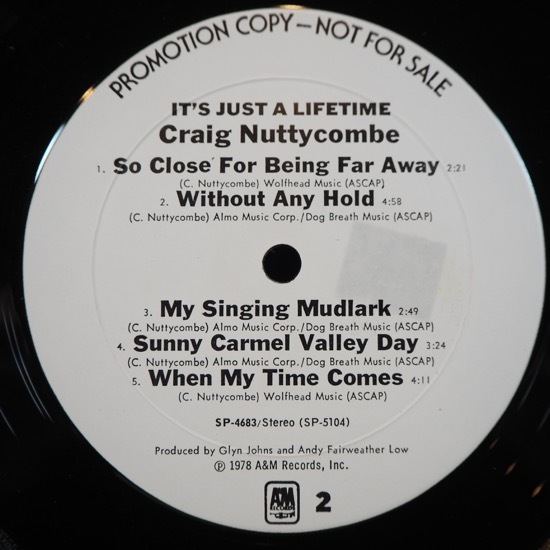 PROMOTION COPY—NOT FOR SALE
IT'S JUST A LIFETIME
Craig Nuttycombe
1. So Close For Being Far Away 2:21
(C. Nuttycombe) Wolfhead Music (ASCAP)
2. Without Any Hold 4:58
(C. Nuttycombe) Almo Music Corp./Dog Breath Music (ASCAP)
3. My Singing Mudlark 2:49
(C. Nuttycombe) Almo Music Corp./Dog Breath Music (ASCAP)
4. Sunny Carmel Valley Day 3:24
(C. Nuttycombe) Almo Music Corp./Dog Breath Music (ASCAP)
5. When My Time Comes 4:11
(C. Nuttycombe) Wolfhead Music (ASCAP)
SP-4683/Stereo (SP-5104)
Produced by Glyn Johns and Andy Fairweather Low
℗ 1978 A&M Records, Inc.
A&M RECORDS 2